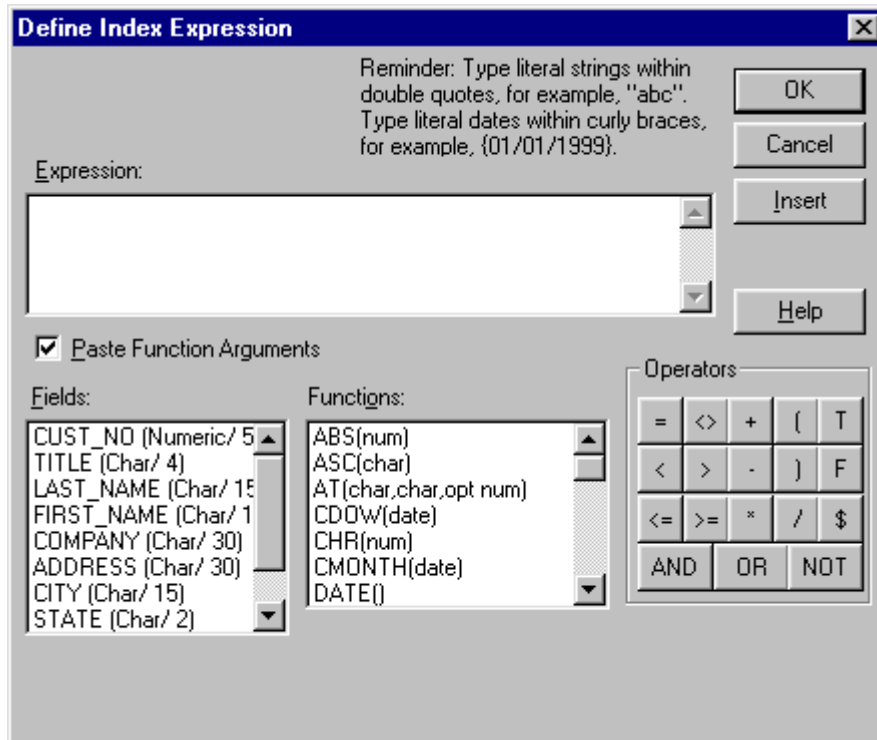 Define Index Expression
Reminder: Type literal strings within
double quotes, for example, "abc".
Type literal dates within curly braces,
for example, {01/01/1999}.
OK
Cancel
Insert
Help
Expression:
Paste Function Arguments
Fields:
CUST_NO (Numeric/ 5
TITLE (Char/ 4)
LAST_NAME (Char/ 15
FIRST_NAME (Char/ 1
COMPANY (Char/ 30)
ADDRESS (Char/ 30)
CITY (Char/ 15)
STATE (Char/ 2)
Functions:
ABS(num)
ASC(char)
AT(char,char,opt num)
CDOW(date)
CHR(num)
CMONTH(date)
DATE()
Operators
= <> + ( T
< > - ) F
<= >= * / $
AND OR NOT